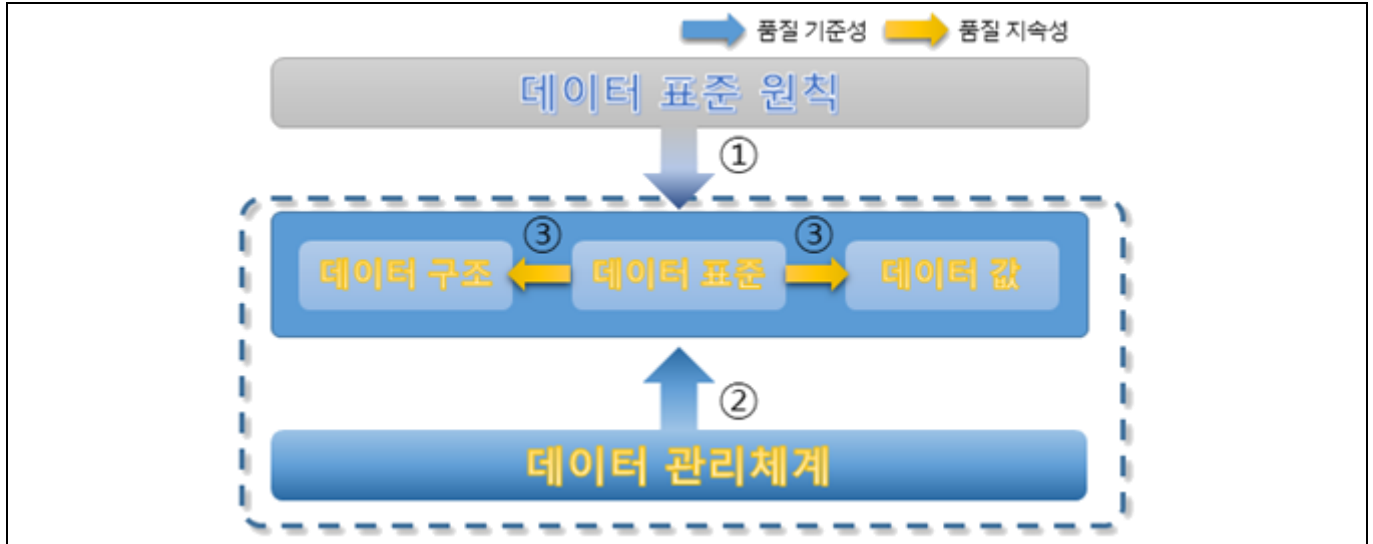 품질 기준성 품질 지속성
데이터 표준 원칙
①
③ ③
데이터 구조 데이터 표준 데이터 값
②
데이터 관리체계